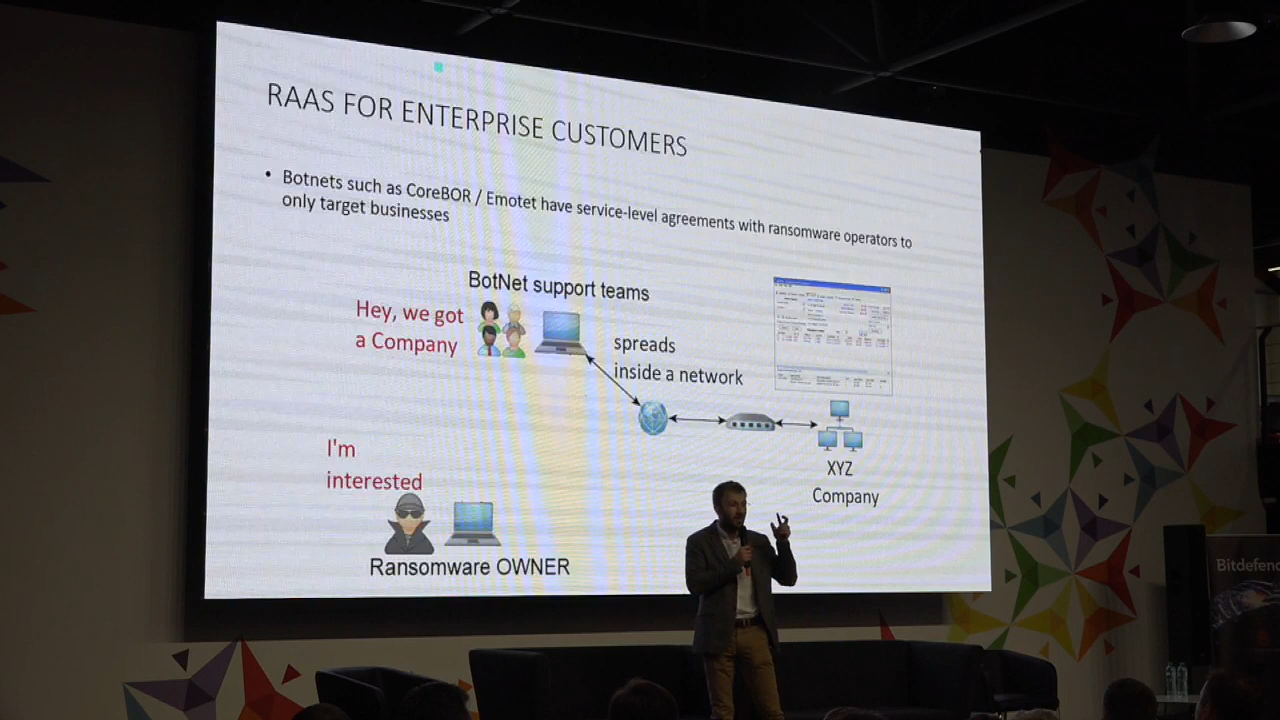 RAAS FOR ENTERPRISE CUSTOMERS
• Botnets such as CoreBOR / Emotet have service-level agreements with ransomware operators to
only target businesses
BotNet support teams
Hey, we got
a Company
spreads
inside a network
I'm
interested
XYZ
Company
Ransomware OWNER
Bitdefen